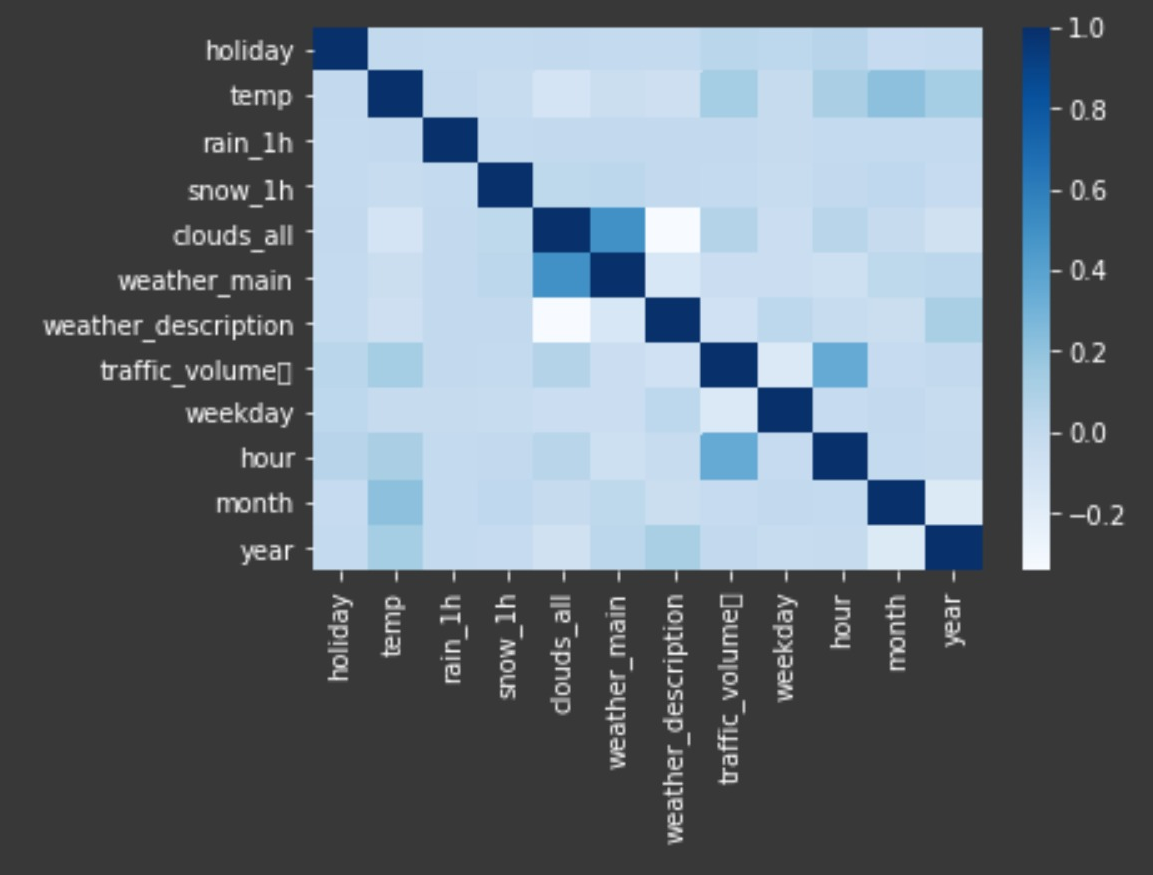 holiday
temp
rain_1h
snow_1h
clouds_all
weather_main
weather_description
traffic_volume▯
weekday
hour
month
year
1.0
0.8
0.6
0.4
0.2
0.0
−0.2
holiday
temp
rain_1h
snow_1h
clouds_all
weather_main
weather_description
traffic_volume▯
weekday
hour
month
year